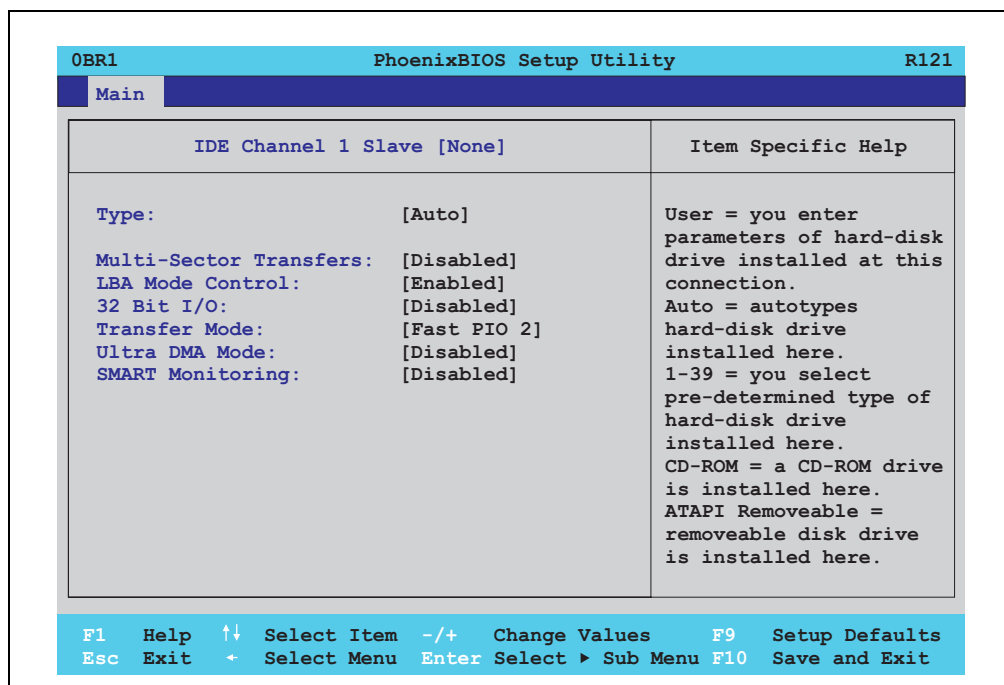 0BR1 PhoenixBIOS Setup Utility R121
Main
IDE Channel 1 Slave [None]
Item Specific Help
Type: [Auto]
Multi-Sector Transfers: [Disabled]
LBA Mode Control: [Enabled]
32 Bit I/O: [Disabled]
Transfer Mode: [Fast PIO 2]
Ultra DMA Mode: [Disabled]
SMART Monitoring: [Disabled]
User = you enter
parameters of hard-disk
drive installed at this
connection.
Auto = autotypes
hard-disk drive
installed here.
1-39 = you select
pre-determined type of
hard-disk drive
installed here.
CD-ROM = a CD-ROM drive
is installed here.
ATAPI Removeable =
removeable disk drive
is installed here.
F1 Help ↑↓ Select Item -/+ Change Values F9 Setup Defaults
Esc Exit ← Select Menu Enter Select ▶ Sub Menu F10 Save and Exit